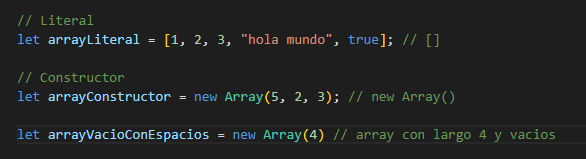 // Literal
let arrayLiteral = [1, 2, 3, "hola mundo", true]; // []
// Constructor
let arrayConstructor = new Array(5, 2, 3); // new Array()
let arrayVacioConEspacios = new Array(4) // array con largo 4 y vacios